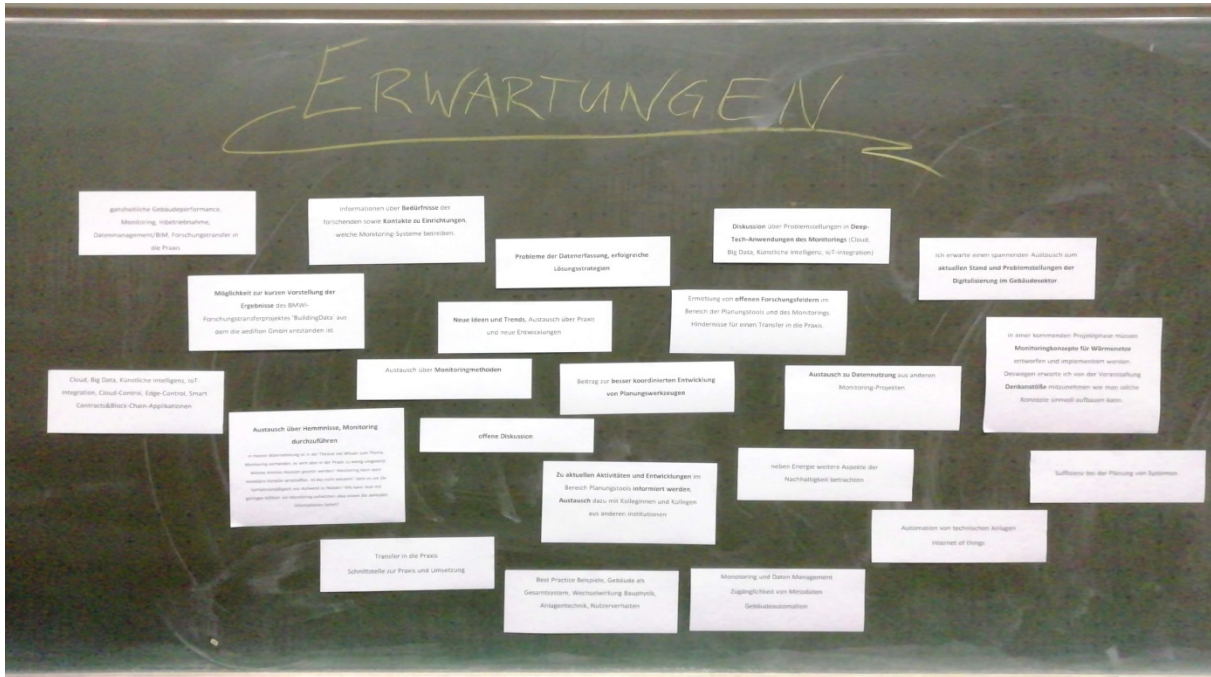 ERWARTUNGEN
ganzheitliche Gebäudeperformance,
Monitoring, Inbetriebnahme,
Datenmanagement/BIM, Forschungstransfer in
die Praxis
Informationen über Bedürfnisse der
Forschenden sowie Kontakte zu Einrichtungen,
welche Monitoring-Systeme betreiben
Probleme der Datenerfassung, erfolgreiche
Lösungsstrategien
Diskussion über Problemstellungen in Deep-
Tech-Anwendungen des Monitorings (Cloud,
Big Data, Künstliche Intelligenz, IoT-Integration)
Ich erwarte einen spannenden Austausch zum
aktuellen Stand und Problemstellungen der
Digitalisierung im Gebäudesektor
Möglichkeit zur kurzen Vorstellung der
Ergebnisse des BMWi-
Forschungstransferprojektes 'BuildingData' aus
dem die aedifion GmbH entstanden ist.
Neue Ideen und Trends, Austausch über Praxis
und neue Entwicklungen
Ermittlung von offenen Forschungsfeldern im
Bereich der Planungstools und des Monitorings
Hindernisse für einen Transfer in die Praxis.
In einer kommenden Projektphase müssen
Monitoringkonzepte für Wärmenetze
entworfen und implementiert werden.
Deswegen erwarte ich von der Veranstaltung
Denkanstöße mitzunehmen wie man solche
Konzepte sinnvoll aufbauen kann.
Cloud, Big Data, Künstliche Intelligenz, IoT-
Integration, Cloud-Control, Edge-Control, Smart
Contracts&Block-Chain-Applikationen
Austausch über Monitoringmethoden
Beitrag zur besser koordinierten Entwicklung
von Planungswerkzeugen
Austausch zu Datennutzung aus anderen
Monitoring-Projekten
Austausch über Hemmnisse, Monitoring
durchzuführen
offene Diskussion
Zu aktuellen Aktivitäten und Entwicklungen im
Bereich Planungstools informiert werden,
Austausch dazu mit Kolleginnen und Kollegen
aus anderen Institutionen
neben Energie weitere Aspekte der
Nachhaltigkeit betrachten
Suffizienz bei der Planung von Systemen
Automation von technischen Anlagen
Internet of things
Transfer in die Praxis
Schnittstelle zur Praxis und Umsetzung
Best Practice Beispiele, Gebäude als
Gesamtsystem, Wechselwirkung Bauphysik,
Anlagentechnik, Nutzerverhalten
Monitoring und Daten Management
Zugänglichkeit von Metadaten
Gebäudeautomation